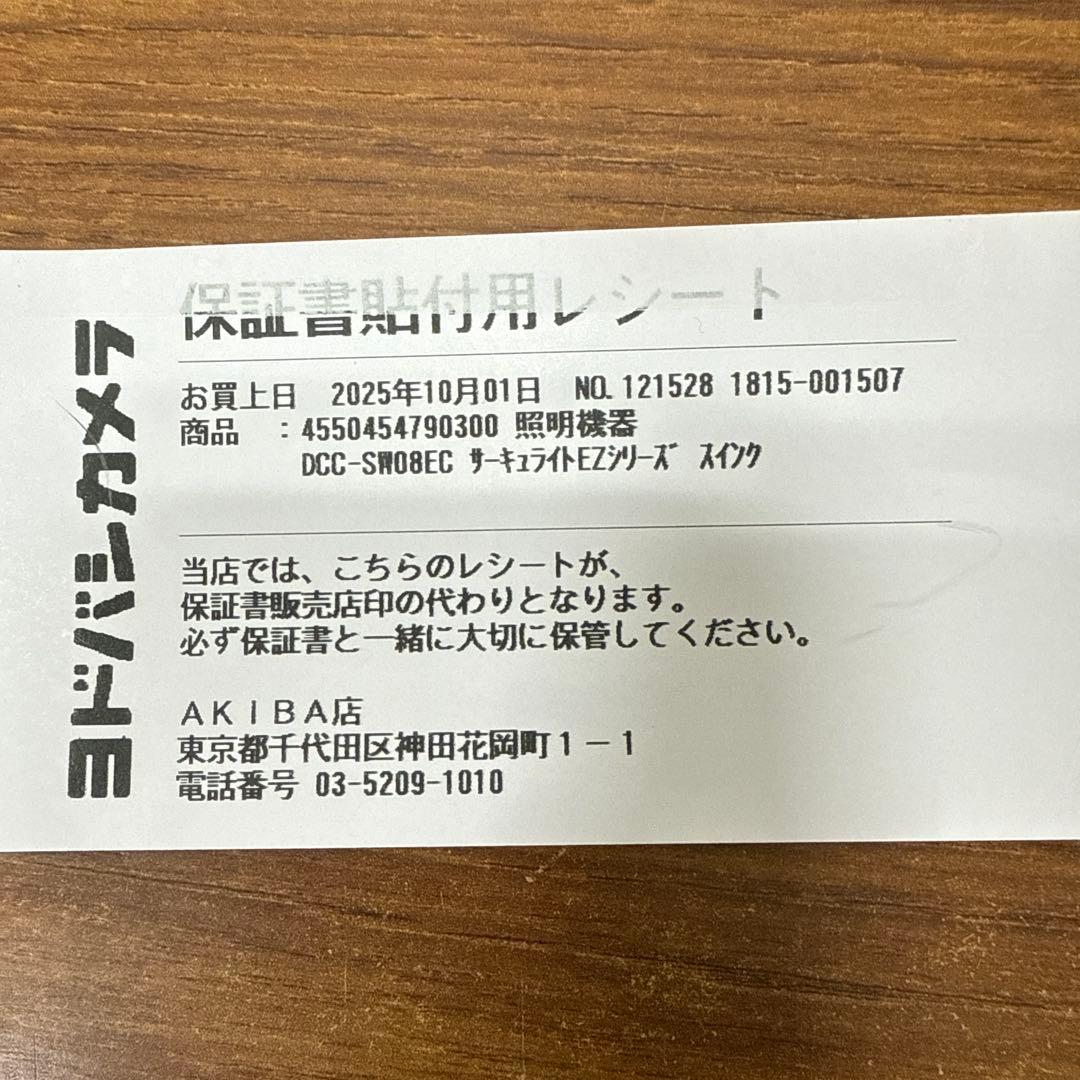 ヨドバシカメラ
保証書貼付用レシート
お買上日 2025年10月01日 NO.121528 1815-001507
商品 :4550454790300 照明機器
DCC-SW08EC ｻｰｷｭﾗｲﾄEZｼﾘｰｽﾞ ｽｲﾝｸ
当店では、こちらのレシートが、
保証書販売店印の代わりとなります。
必ず保証書と一緒に大切に保管してください。
ＡＫＩＢＡ店
東京都千代田区神田花岡町１－１
電話番号 03-5209-1010